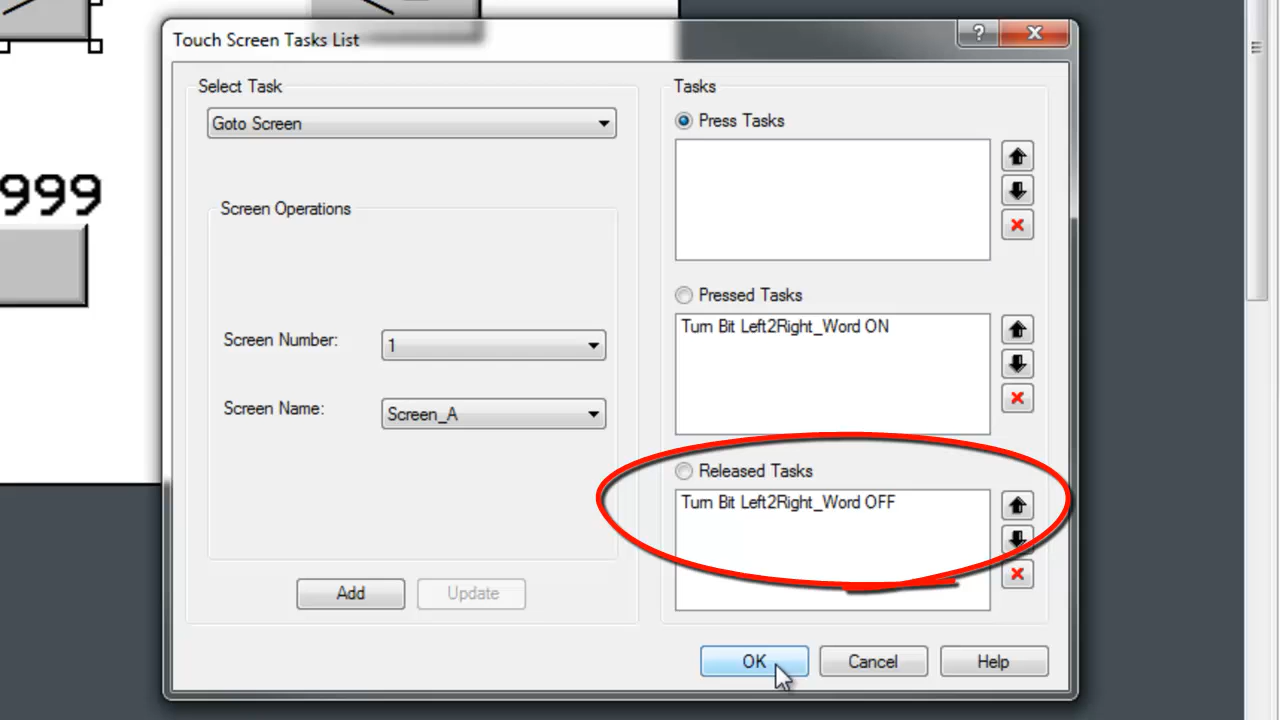 Touch Screen Tasks List
?
Select Task
Goto Screen
Screen Operations
Screen Number:
1
Screen Name:
Screen_A
Add
Update
Tasks
Press Tasks
Pressed Tasks
Turn Bit Left2Right_Word ON
Released Tasks
Turn Bit Left2Right_Word OFF
OK
Cancel
Help
999